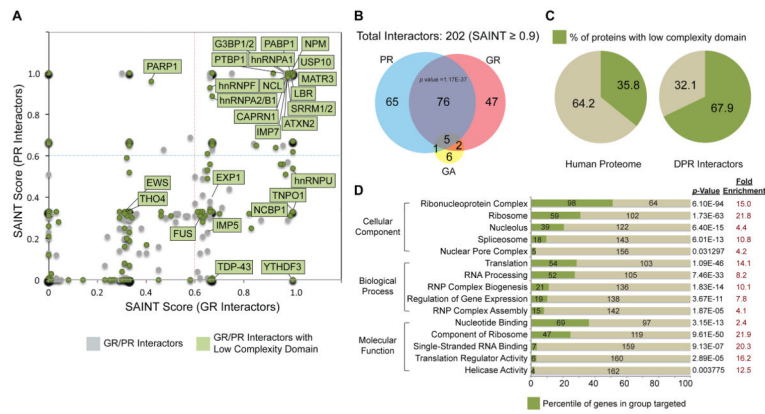 A
SAINT Score (PR Interactors)
1.0
0.8
0.6
0.4
0.2
0.0
0.0
0.2
0.4
0.6
0.8
1.0
SAINT Score (GR Interactors)
G3BP1/2
PABP1
NPM
PTBP1
hnRNPA1
USP10
PARP1
hnRNPF
NCL
MATR3
hnRNPA2/B1
LBR
CAPRN1
SRRM1/2
IMP7
ATXN2
EWS
EXP1
hnRNPU
THO4
TNPO1
FUS
IMP5
NCBP1
TDP-43
YTHDF3
GR/PR Interactors
GR/PR Interactors with
Low Complexity Domain
B
Total Interactors: 202 (SAINT ≥ 0.9)
PR
GR
p value =1.17E-37
65
76
47
5
1
2
6
GA
C
% of proteins with low complexity domain
35.8
64.2
Human Proteome
32.1
67.9
DPR Interactors
D
p-Value
Fold
Enrichment
Cellular
Component
Ribonucleoprotein Complex 98 64 6.10E-94 15.0
Ribosome 59 102 1.73E-63 21.8
Nucleolus 39 122 6.40E-15 4.4
Spliceosome 18 143 6.01E-13 10.8
Nuclear Pore Complex 5 156 0.031297 4.2
Biological
Process
Translation 54 103 1.09E-46 14.1
RNA Processing 52 105 7.46E-33 8.2
RNP Complex Biogenesis 21 136 1.83E-14 10.1
Regulation of Gene Expression 19 138 3.67E-11 7.8
RNP Complex Assembly 15 142 1.87E-05 4.1
Molecular
Function
Nucleotide Binding 69 97 3.15E-13 2.4
Component of Ribosome 47 119 9.61E-50 21.9
Single-Stranded RNA Binding 7 159 9.13E-07 20.3
Translation Regulator Activity 6 160 2.89E-05 16.2
Helicase Activity 4 162 0.003775 12.5
0 20 40 60 80 100
Percentile of genes in group targeted